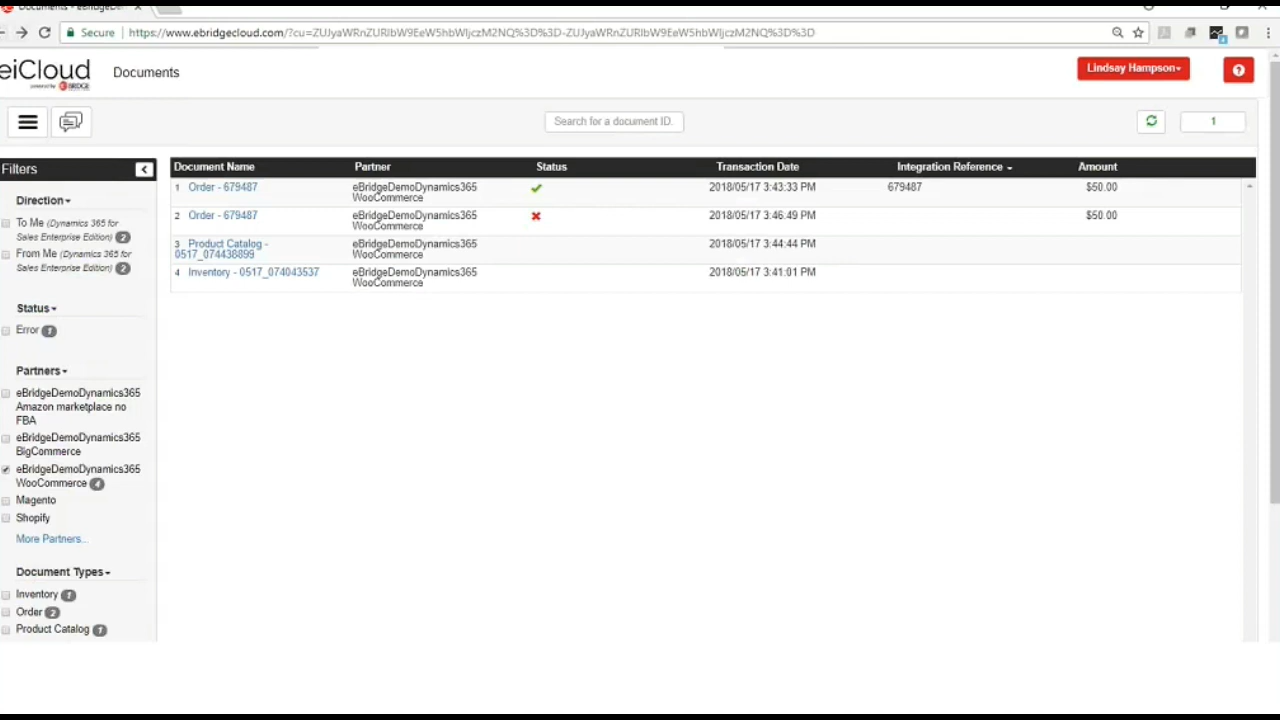 Secure
https://www.ebridgecloud.com/?cu=ZUJyaWRnZURlbW9EeW5hbWljczM2NQ%3D%3D-ZUJyaWRnZURlbW9EeW5hbWljczM2NQ%3D%3D
eiCloud
powered by eBRIDGE
Documents
Lindsay Hampson
?
Search for a document ID.
1
Filters
Document Name Partner Status Transaction Date Integration Reference Amount
1 Order - 679487 eBridgeDemoDynamics365 2018/05/17 3:43:33 PM 679487 $50.00
WooCommerce
2 Order - 679487 eBridgeDemoDynamics365 2018/05/17 3:46:49 PM $50.00
WooCommerce
3 Product Catalog - eBridgeDemoDynamics365 2018/05/17 3:44:44 PM
0517_074438899 WooCommerce
4 Inventory - 0517_074043537 eBridgeDemoDynamics365 2018/05/17 3:41:01 PM
WooCommerce
Direction
To Me (Dynamics 365 for
Sales Enterprise Edition) 2
From Me (Dynamics 365 for
Sales Enterprise Edition) 2
Status
Error 1
Partners
eBridgeDemoDynamics365
Amazon marketplace no
FBA
eBridgeDemoDynamics365
BigCommerce
eBridgeDemoDynamics365
WooCommerce 4
Magento
Shopify
More Partners...
Document Types
Inventory 1
Order 2
Product Catalog 1